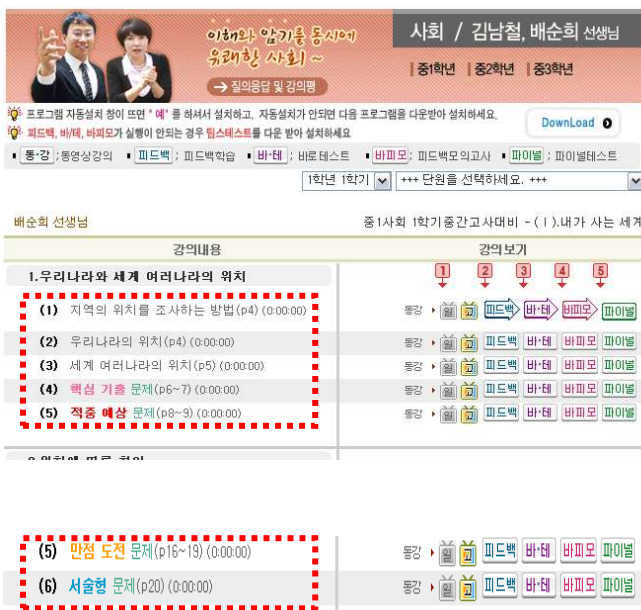 이해와 암기를 동시에
유쾌한 사회~
→ 질의응답 및 강의평
사회 / 김남철, 배순희 선생님
중1학년 중2학년 중3학년
프로그램 자동설치 창이 뜨면 " 예" 를 하셔서 설치하고, 자동설치가 안되면 다음 프로그램을 다운받아 설치하세요.
피드백, 바/테, 바피모가 실행이 안되는 경우 팀스테스트를 다운 받아 설치하세요
DownLoad
동·강 ; 동영상강의 피드백 ; 피드백학습 바·테 ; 바로테스트 바피모 ; 피드백모의고사 파이널 ; 파이널테스트
1학년 1학기 +++ 단원을 선택하세요. +++
배순희 선생님 중1사회 1학기중간고사대비 - ( I ).내가 사는 세계
강의내용 강의보기
1.우리나라와 세계 여러나라의 위치 1 2 3 4 5
(1) 지역의 위치를 조사하는 방법(p4) (0:00:00) 동강 일 고 피드백 바·테 바피모 파이널
(2) 우리나라의 위치(p4) (0:00:00) 동강 일 고 피드백 바·테 바피모 파이널
(3) 세계 여러나라의 위치(p5) (0:00:00) 동강 일 고 피드백 바·테 바피모 파이널
(4) 핵심 기출 문제(p6~7) (0:00:00) 동강 일 고 피드백 바·테 바피모 파이널
(5) 적중 예상 문제(p8~9) (0:00:00) 동강 일 고 피드백 바·테 바피모 파이널
(5) 만점 도전 문제(p16~19) (0:00:00) 동강 일 고 피드백 바·테 바피모 파이널
(6) 서술형 문제(p20) (0:00:00) 동강 일 고 피드백 바·테 바피모 파이널